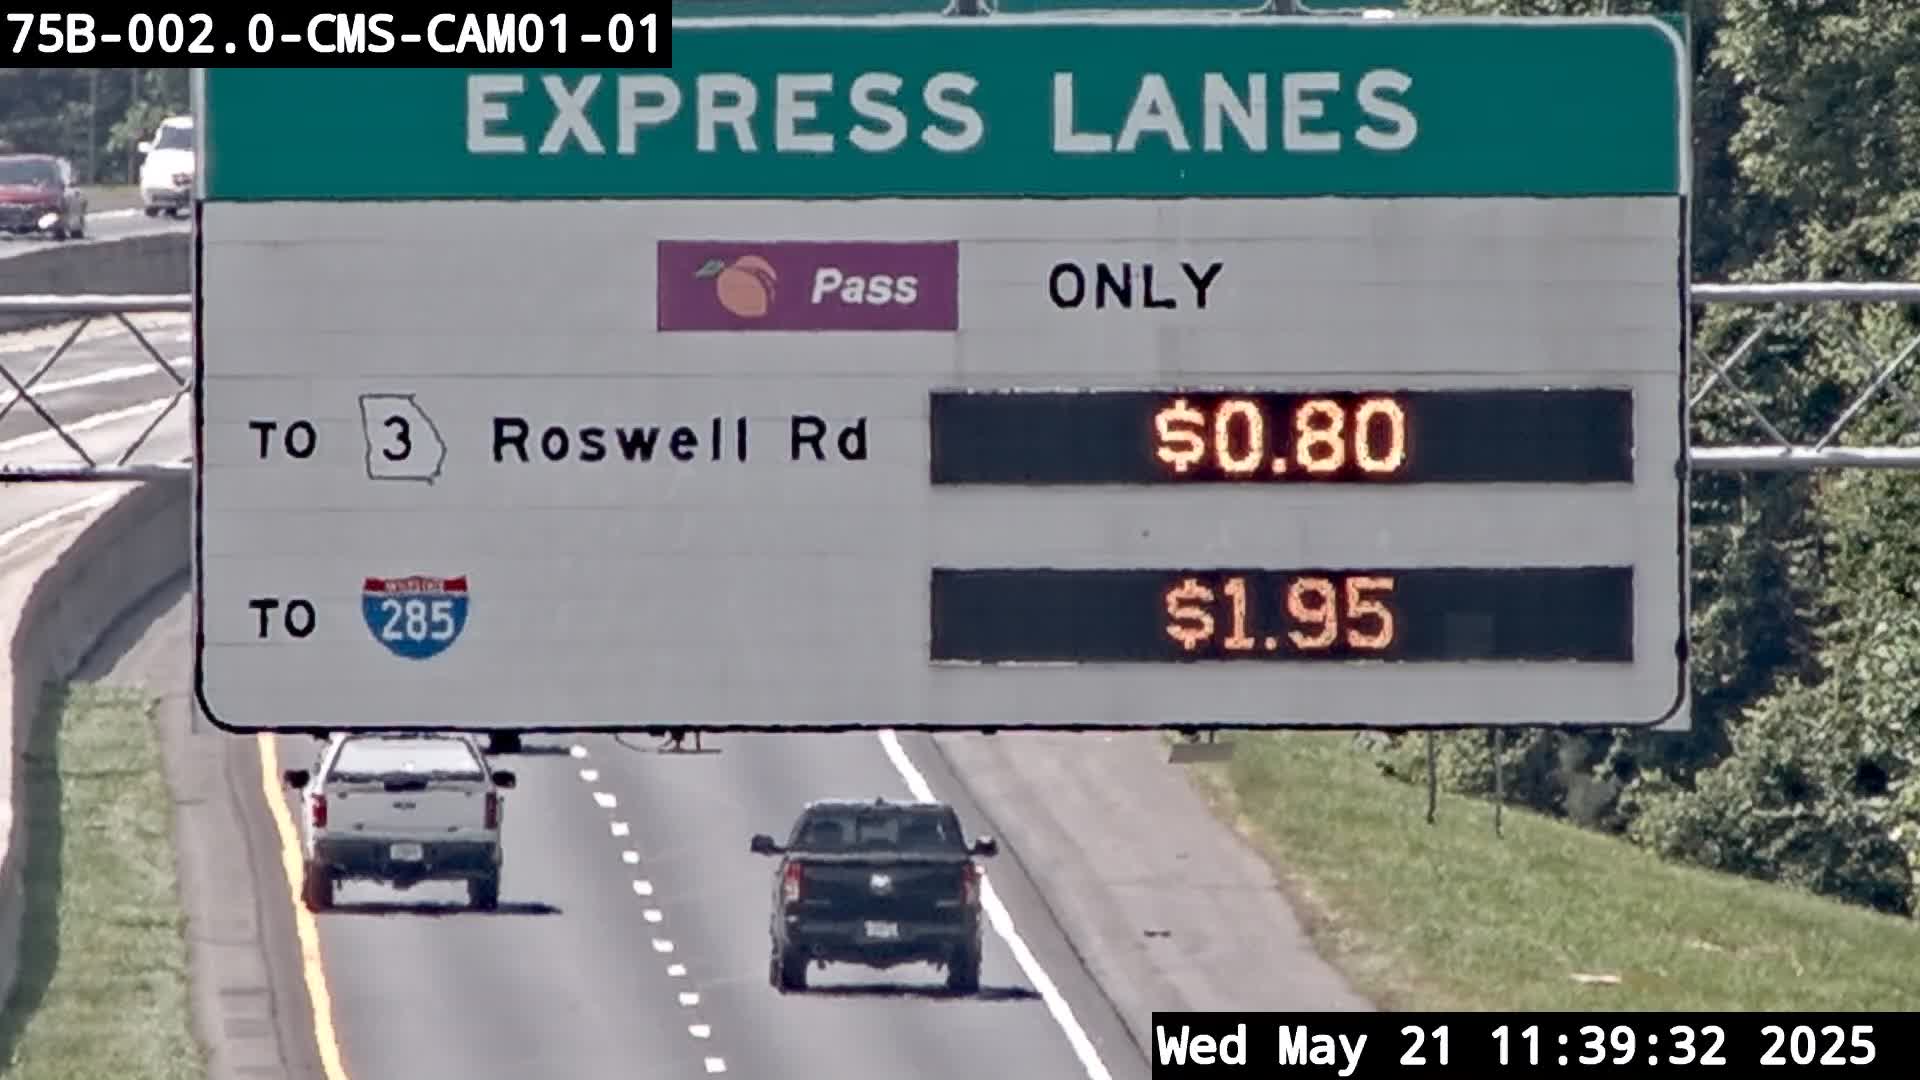 75B-002.0-CMS-CAM01-01
EXPRESS LANES
Pass ONLY
TO 3 Roswell Rd $0.80
INTERSTATE
TO 285 $1.95
Wed May 21 11:39:32 2025